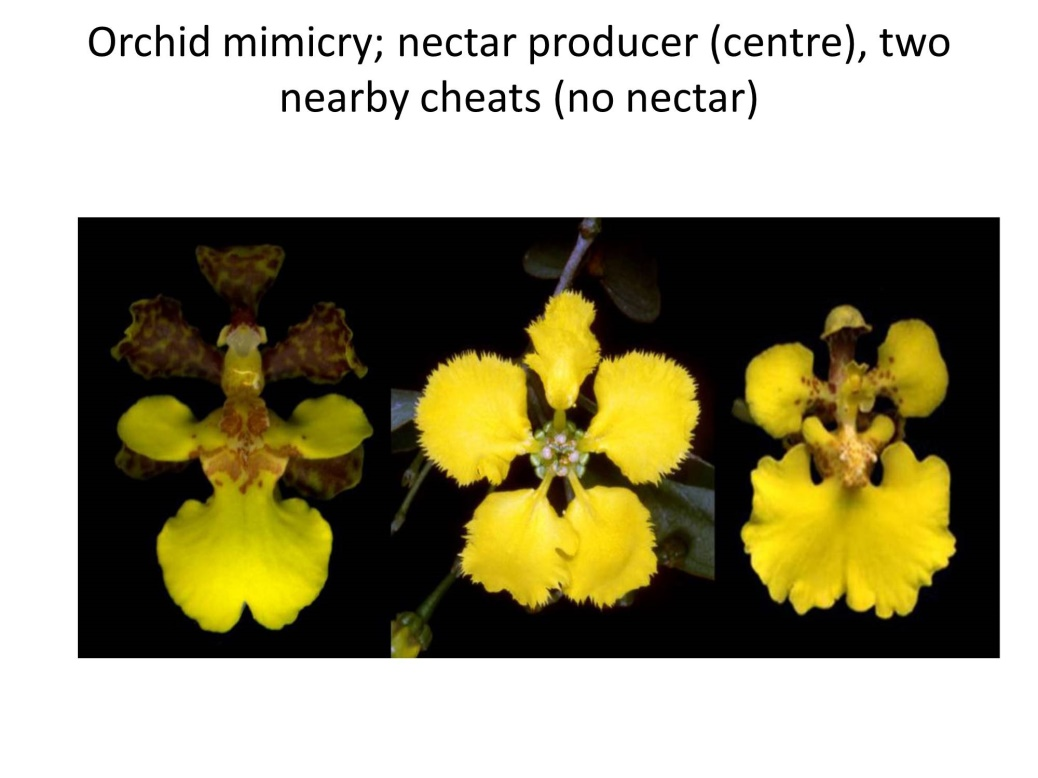 Orchid mimicry; nectar producer (centre), two
nearby cheats (no nectar)